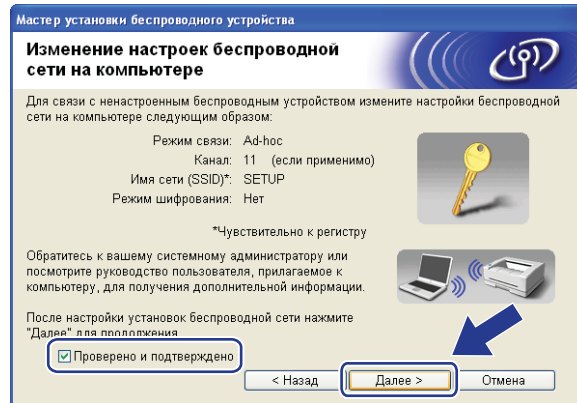 Мастер установки беспроводного устройства
Изменение настроек беспроводной
сети на компьютере
Для связи с ненастроенным беспроводным устройством измените настройки беспроводной
сети на компьютере следующим образом:
Режим связи: Ad-hoc
Канал: 11 (если применимо)
Имя сети (SSID)*: SETUP
Режим шифрования: Нет
*Чувствительно к регистру
Обратитесь к вашему системному администратору или
посмотрите руководство пользователя, прилагаемое к
компьютеру, для получения дополнительной информации.
После настройки установок беспроводной сети нажмите
"Далее" для продолжения
Проверено и подтверждено
< Назад
Далее >
Отмена